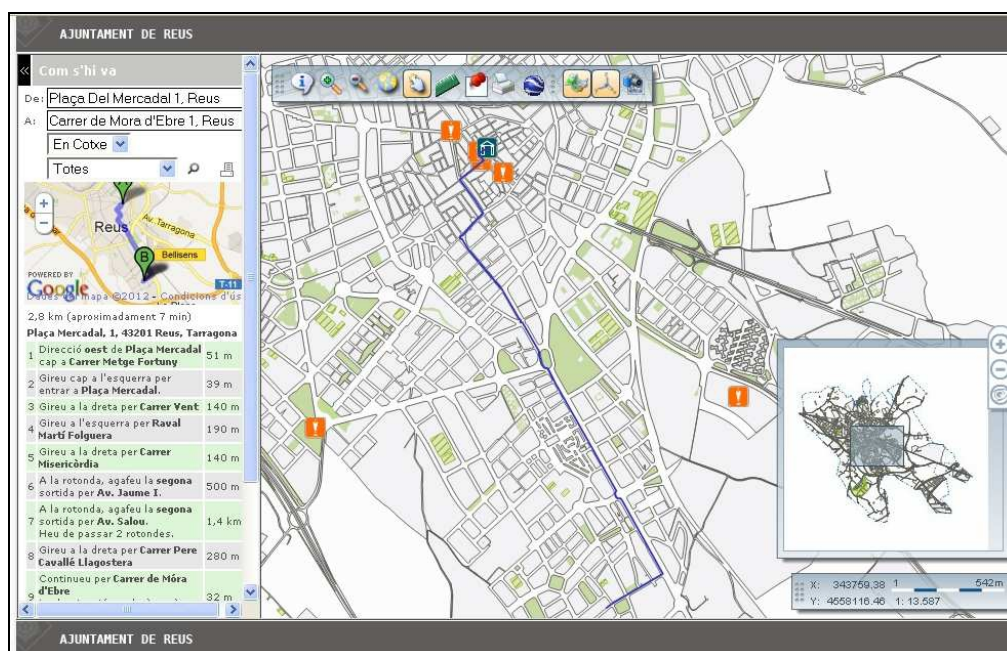 AJUNTAMENT DE REUS
« Com s'hi va
De: Plaça Del Mercadal 1, Reus
A: Carrer de Mora d'Ebre 1, Reus
En Cotxe
Totes
Av. Tarragona
Reus
B
Bellisens
POWERED BY
Google
T-11
mapa ©2012 - Condicions d'ús
2,8 km (aproximadament 7 min)
Plaça Mercadal, 1, 43201 Reus, Tarragona
1 Direcció oest de Plaça Mercadal
cap a Carrer Metge Fortuny 51 m
2 Gireu cap a l'esquerra per
entrar a Plaça Mercadal. 39 m
3 Gireu a la dreta per Carrer Vent 140 m
4 Gireu a l'esquerra per Raval
Martí Folguera 190 m
5 Gireu a la dreta per Carrer
Misericòrdia 140 m
6 A la rotonda, agafeu la segona
sortida per Av. Jaume I. 500 m
7 A la rotonda, agafeu la segona
sortida per Av. Salou. 1,4 km
Heu de passar 2 rotondes.
8 Gireu a la dreta per Carrer Pere
Cavallé Llagostera 280 m
9 Continueu per Carrer de Móra
d'Ebre 32 m
X: 343759,38 1 542m
Y: 4558116.46 1: 13.587
AJUNTAMENT DE REUS